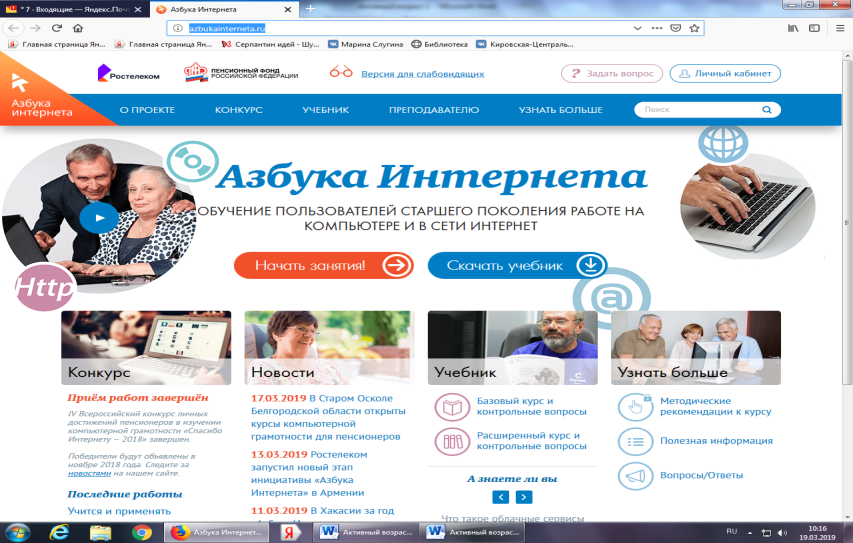 * 7 - Входящие — Яндекс.Поч
Азбука Интернета
azbukainterneta.ru
Главная страница Ян...
Главная страница Ян...
Серпантин идей - Шу...
Марина Слугина
Библиотека
Кировская-Централь...
Азбука
интернета
Ростелеком
ПЕНСИОННЫЙ ФОНД
РОССИЙСКОЙ ФЕДЕРАЦИИ
Версия для слабовидящих
? Задать вопрос
Личный кабинет
О ПРОЕКТЕ
КОНКУРС
УЧЕБНИК
ПРЕПОДАВАТЕЛЮ
УЗНАТЬ БОЛЬШЕ
Поиск
Азбука Интернета
ОБУЧЕНИЕ ПОЛЬЗОВАТЕЛЕЙ СТАРШЕГО ПОКОЛЕНИЯ РАБОТЕ НА
КОМПЬЮТЕРЕ И В СЕТИ ИНТЕРНЕТ
Начать занятия!
Скачать учебник
Http
@
Конкурс
Приём работ завершён
IV Всероссийский конкурс личных
достижений пенсионеров в изучении
компьютерной грамотности «Спасибо
Интернету – 2018» завершен.
Победители будут объявлены в
ноябре 2018 года. Следите за
новостями на нашем сайте.
Последние работы
Учится и применять
Новости
17.03.2019 В Старом Осколе
Белгородской области открыты
курсы компьютерной
грамотности для пенсионеров
13.03.2019 Ростелеком
запустил новый этап
инициативы «Азбука
Интернета» в Армении
11.03.2019 В Хакасии за год
Учебник
Базовый курс и
контрольные вопросы
Расширенный курс и
контрольные вопросы
А знаете ли вы
Что такое облачные сервисы
Узнать больше
Методические
рекомендации к курсу
Полезная информация
Вопросы/Ответы
Азбука Интернет...
Активный возрас...
Активный возрас...
RU
10:16
19.03.2019